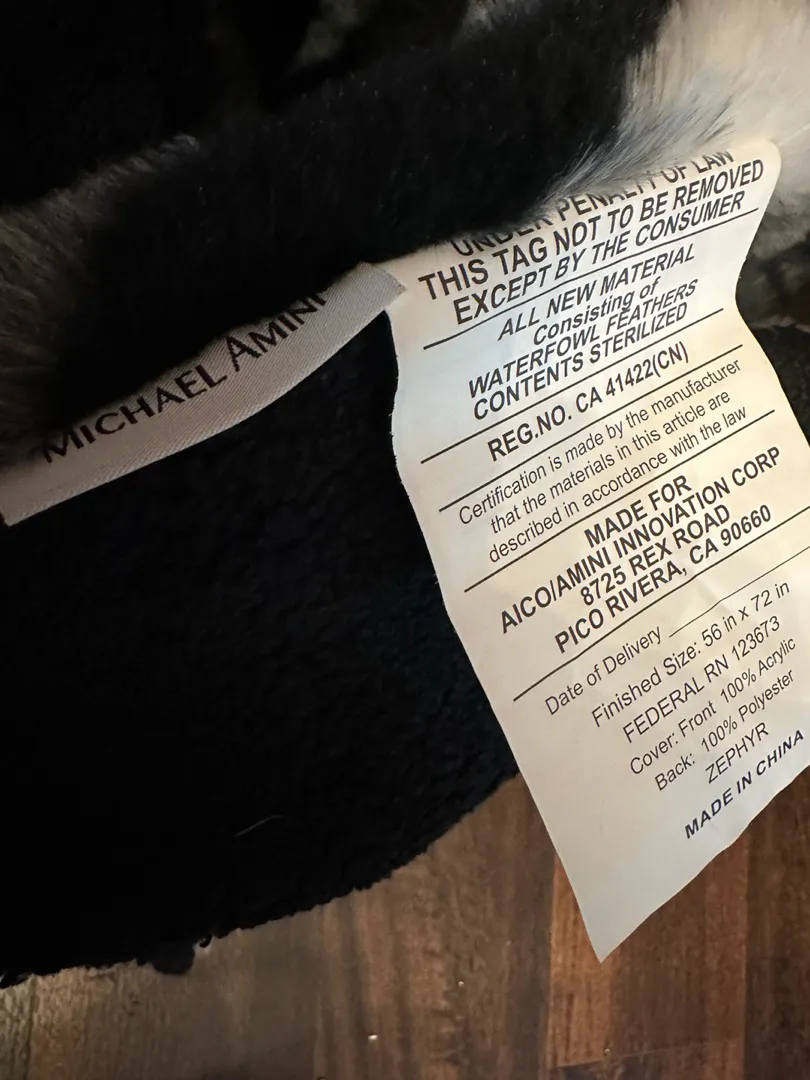 MICHAEL AMINI
UNDER PENALTY OF LAW
THIS TAG NOT TO BE REMOVED
EXCEPT BY THE CONSUMER
ALL NEW MATERIAL
Consisting of
WATERFOWL FEATHERS
CONTENTS STERILIZED
REG.NO. CA 41422(CN)
Certification is made by the manufacturer
that the materials in this article are
described in accordance with the law
MADE FOR
AICO/AMINI INNOVATION CORP
8725 REX ROAD
PICO RIVERA, CA 90660
Date of Delivery
Finished Size: 56 in x 72 in
FEDERAL RN 123673
Cover: Front 100% Acrylic
Back: 100% Polyester
ZEPHYR
MADE IN CHINA